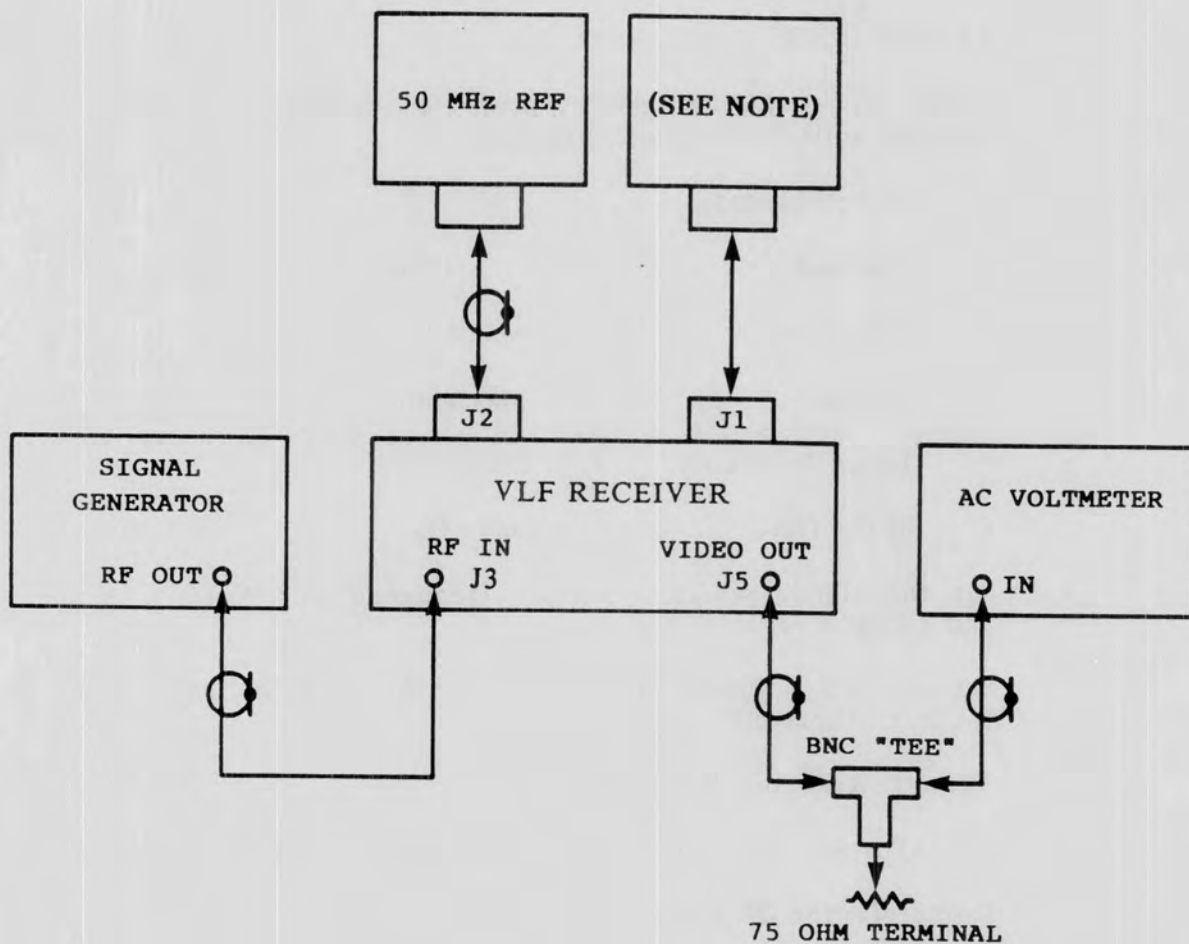 50 MHz REF
(SEE NOTE)
J2
J1
SIGNAL
GENERATOR
RF OUT
VLF RECEIVER
RF IN
J3
VIDEO OUT
J5
AC VOLTMETER
IN
BNC "TEE"
75 OHM TERMINAL